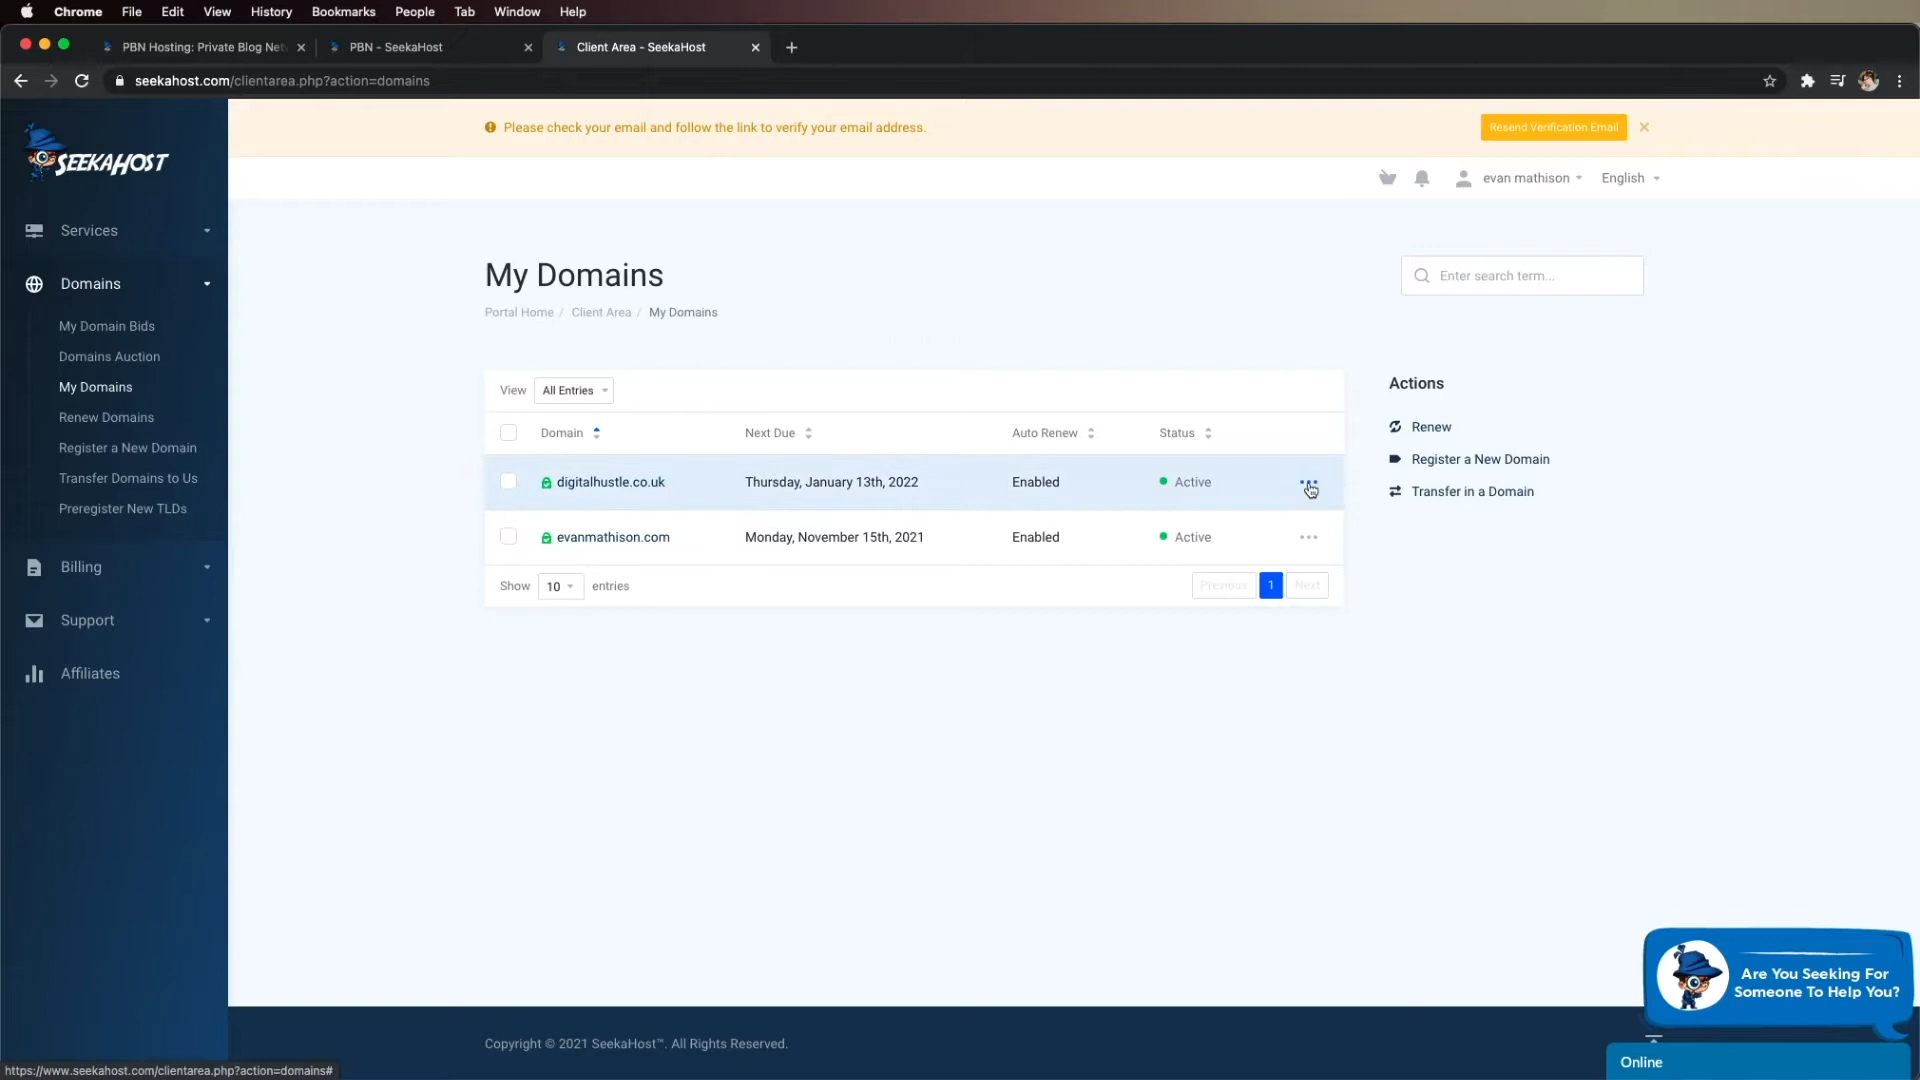 Chrome File Edit View History Bookmarks People Tab Window Help
PBN Hosting: Private Blog Net
PBN - SeekaHost
Client Area - SeekaHost
seekahost.com/clientarea.php?action=domains
Please check your email and follow the link to verify your email address.
Resend Verification Email
SEEKAHOST
evan mathison
English
Services
Domains
My Domain Bids
Domains Auction
My Domains
Renew Domains
Register a New Domain
Transfer Domains to Us
Preregister New TLDs
Billing
Support
Affiliates
My Domains
Portal Home / Client Area / My Domains
Enter search term...
View All Entries
Domain Next Due Auto Renew Status
digitalhustle.co.uk Thursday, January 13th, 2022 Enabled Active
evanmathison.com Monday, November 15th, 2021 Enabled Active
Show 10 entries
Previous 1 Next
Actions
Renew
Register a New Domain
Transfer in a Domain
Are You Seeking For
Someone To Help You?
Copyright © 2021 SeekaHost™. All Rights Reserved.
Online
https://www.seekahost.com/clientarea.php?action=domains#